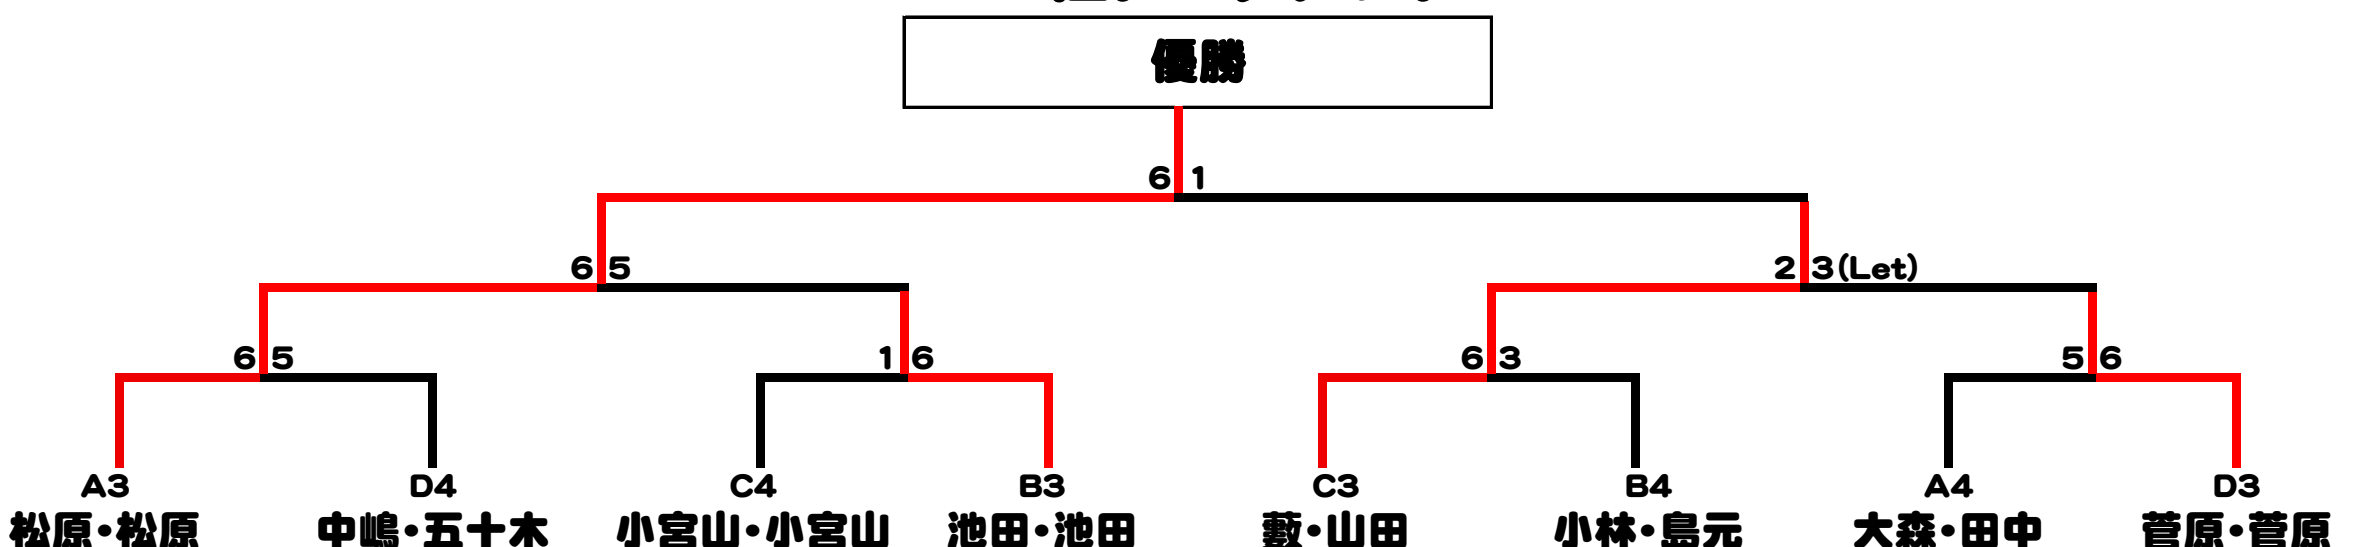 優勝
6 1
6 5 2 3(Let)
6 5 1 6 6 3 5 6
A3 D4 C4 B3 C3 B4 A4 D3
松原・松原 中嶋・五十木 小宮山・小宮山 池田・池田 藪・山田 小林・島元 大森・田中 菅原・菅原